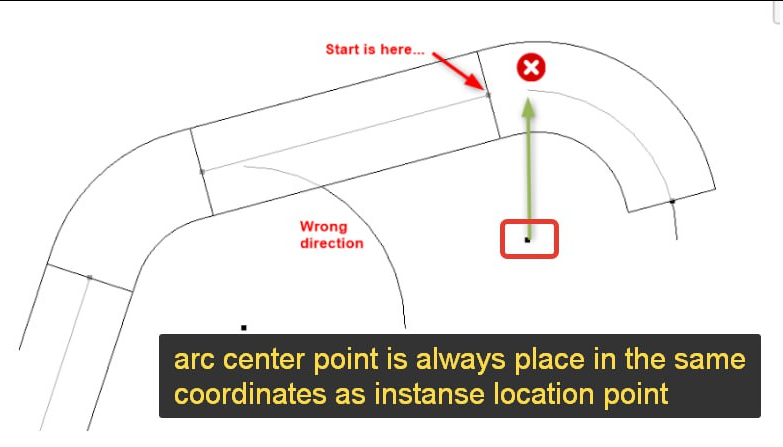 Start is here...
Wrong
direction
arc center point is always place in the same
coordinates as instanse location point